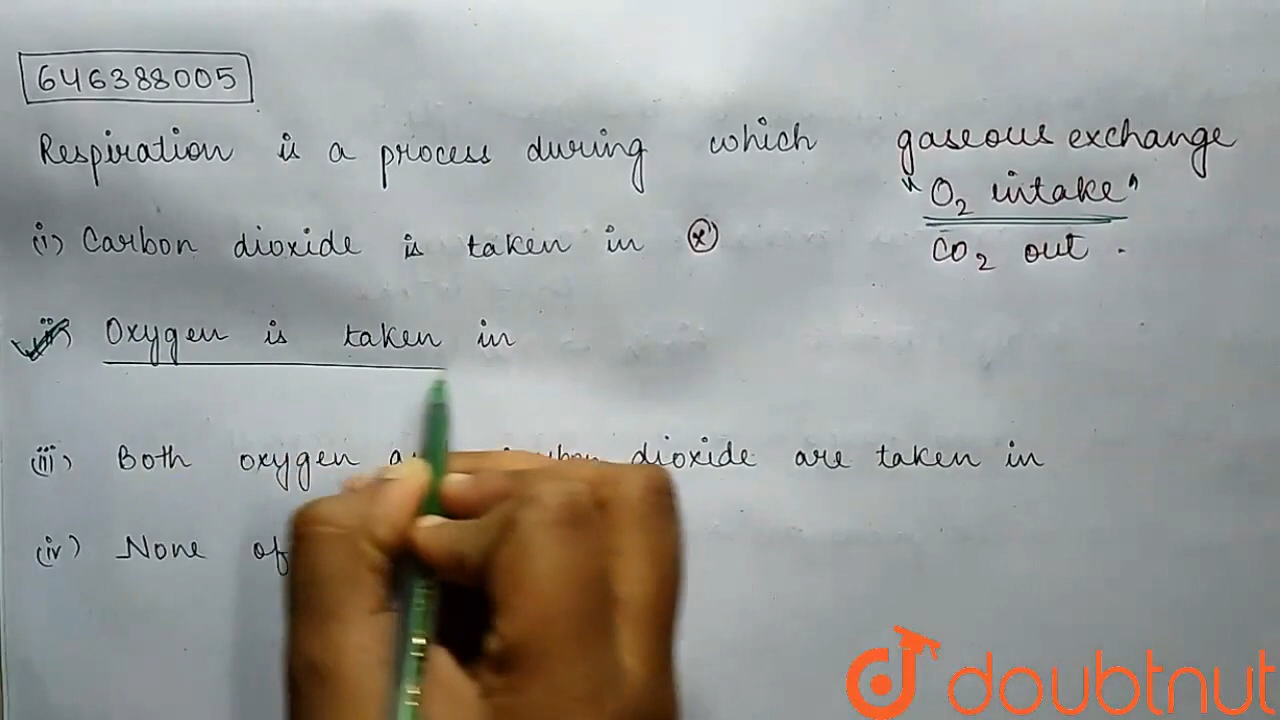 646388005
Respiration is a process during which gaseous exchange
"O2 intake"
CO2 out.
(i) Carbon dioxide is taken in (x)
(ii) Oxygen is taken in
(iii) Both oxygen dioxide are taken in
(iv) None of
doubtnut